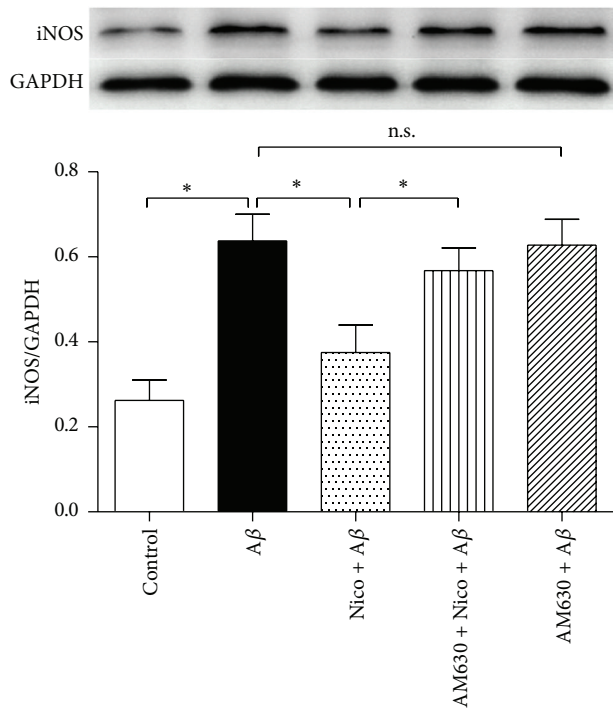 iNOS
GAPDH
n.s.
* * *
0.8
0.6
0.4
0.2
0.0
iNOS/GAPDH
Control
Aβ
Nico + Aβ
AM630 + Nico + Aβ
AM630 + Aβ